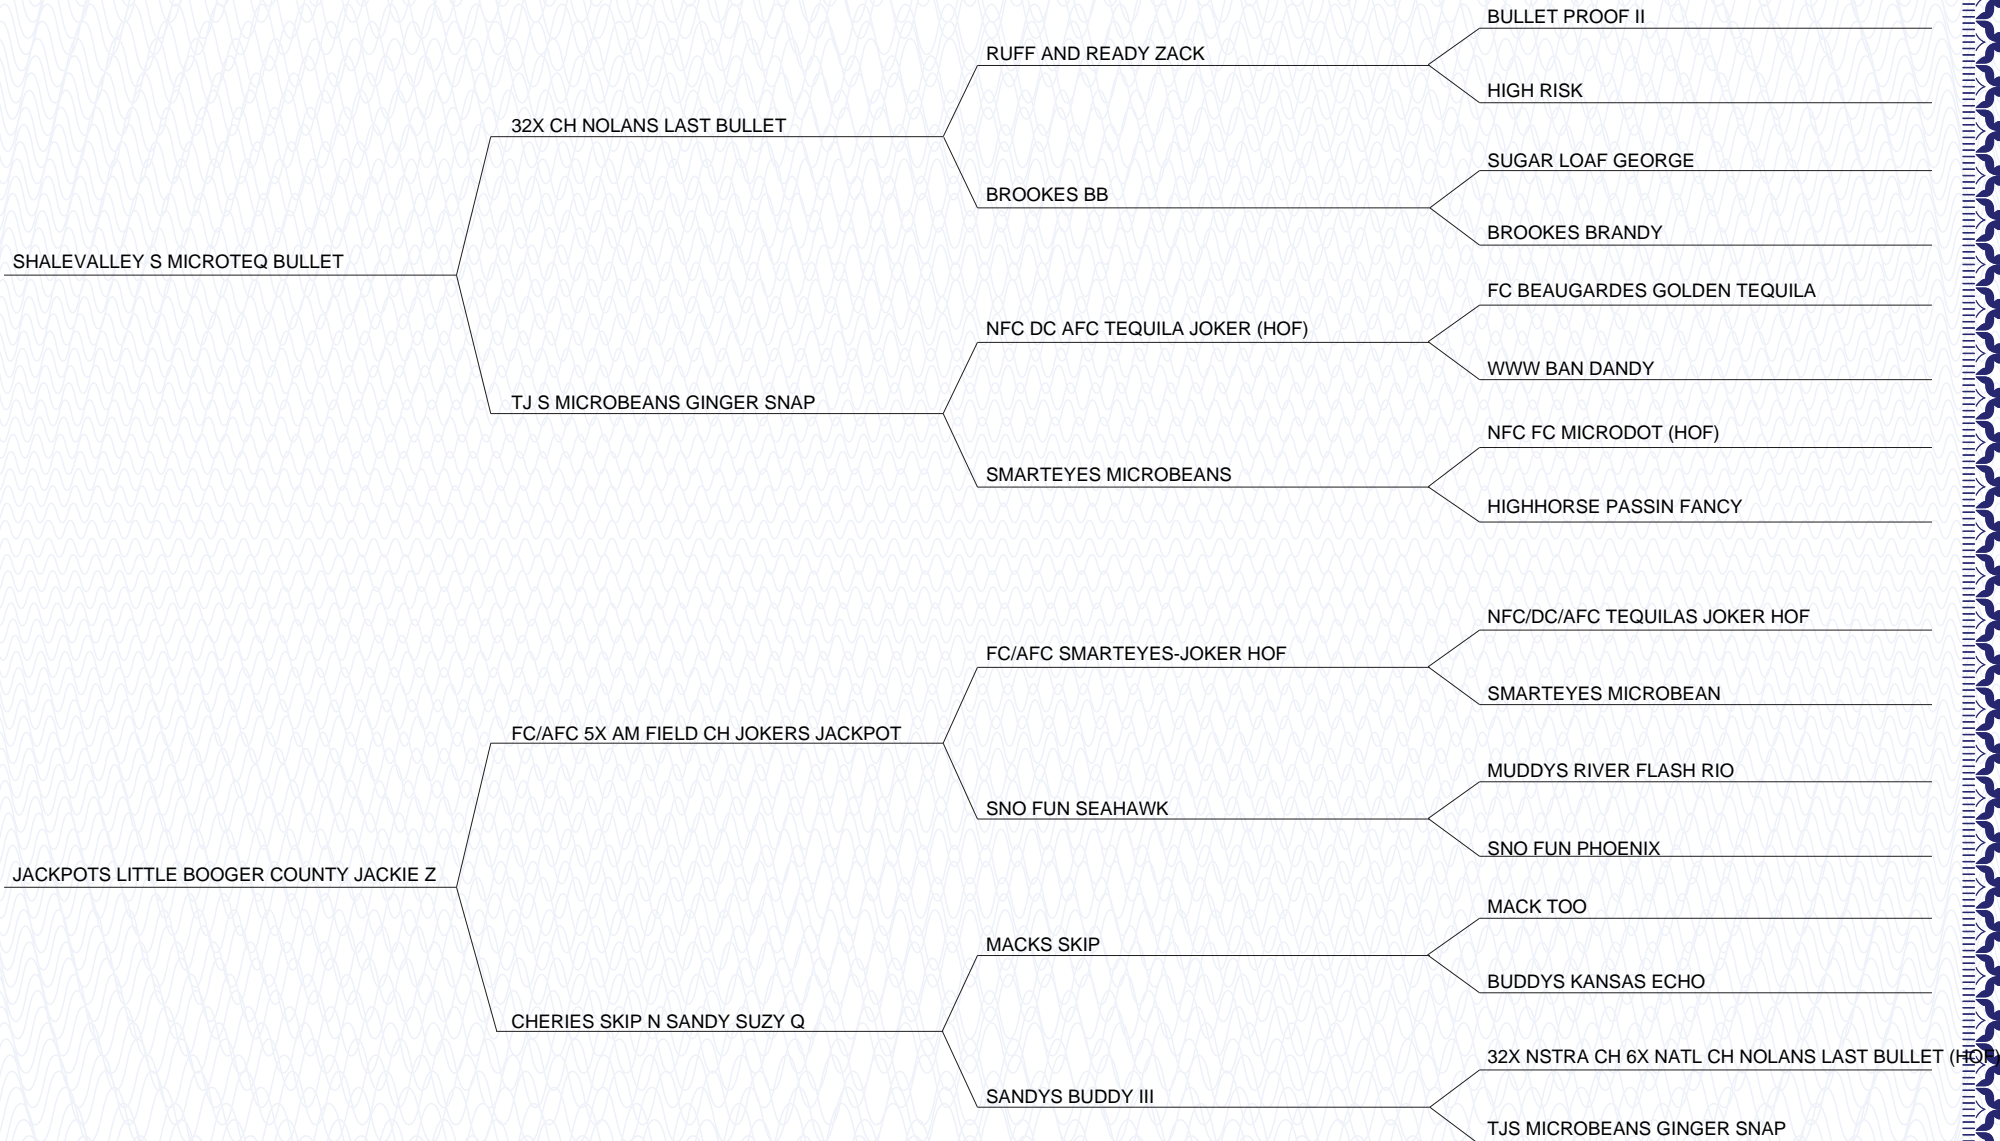 BULLET PROOF II
RUFF AND READY ZACK
HIGH RISK
32X CH NOLANS LAST BULLET
SUGAR LOAF GEORGE
BROOKES BB
BROOKES BRANDY
SHALEVALLEY S MICROTEQ BULLET
FC BEAUGARDES GOLDEN TEQUILA
NFC DC AFC TEQUILA JOKER (HOF)
WWW BAN DANDY
TJ S MICROBEANS GINGER SNAP
NFC FC MICRODOT (HOF)
SMARTEYES MICROBEANS
HIGHHORSE PASSIN FANCY
NFC/DC/AFC TEQUILAS JOKER HOF
FC/AFC SMARTEYES-JOKER HOF
SMARTEYES MICROBEAN
FC/AFC 5X AM FIELD CH JOKERS JACKPOT
MUDDYS RIVER FLASH RIO
SNO FUN SEAHAWK
SNO FUN PHOENIX
JACKPOTS LITTLE BOOGER COUNTY JACKIE Z
MACK TOO
MACKS SKIP
BUDDYS KANSAS ECHO
CHERIES SKIP N SANDY SUZY Q
32X NSTRA CH 6X NATL CH NOLANS LAST BULLET (HOF)
SANDYS BUDDY III
TJS MICROBEANS GINGER SNAP